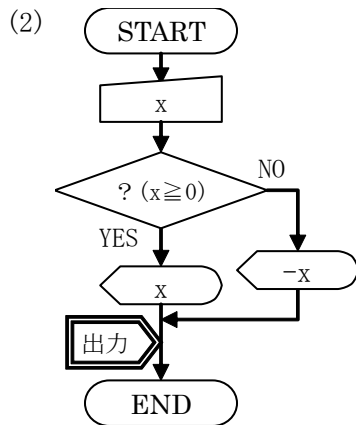 (2)
START
x
? (x≧0)
NO
YES
x
-x
出力
END